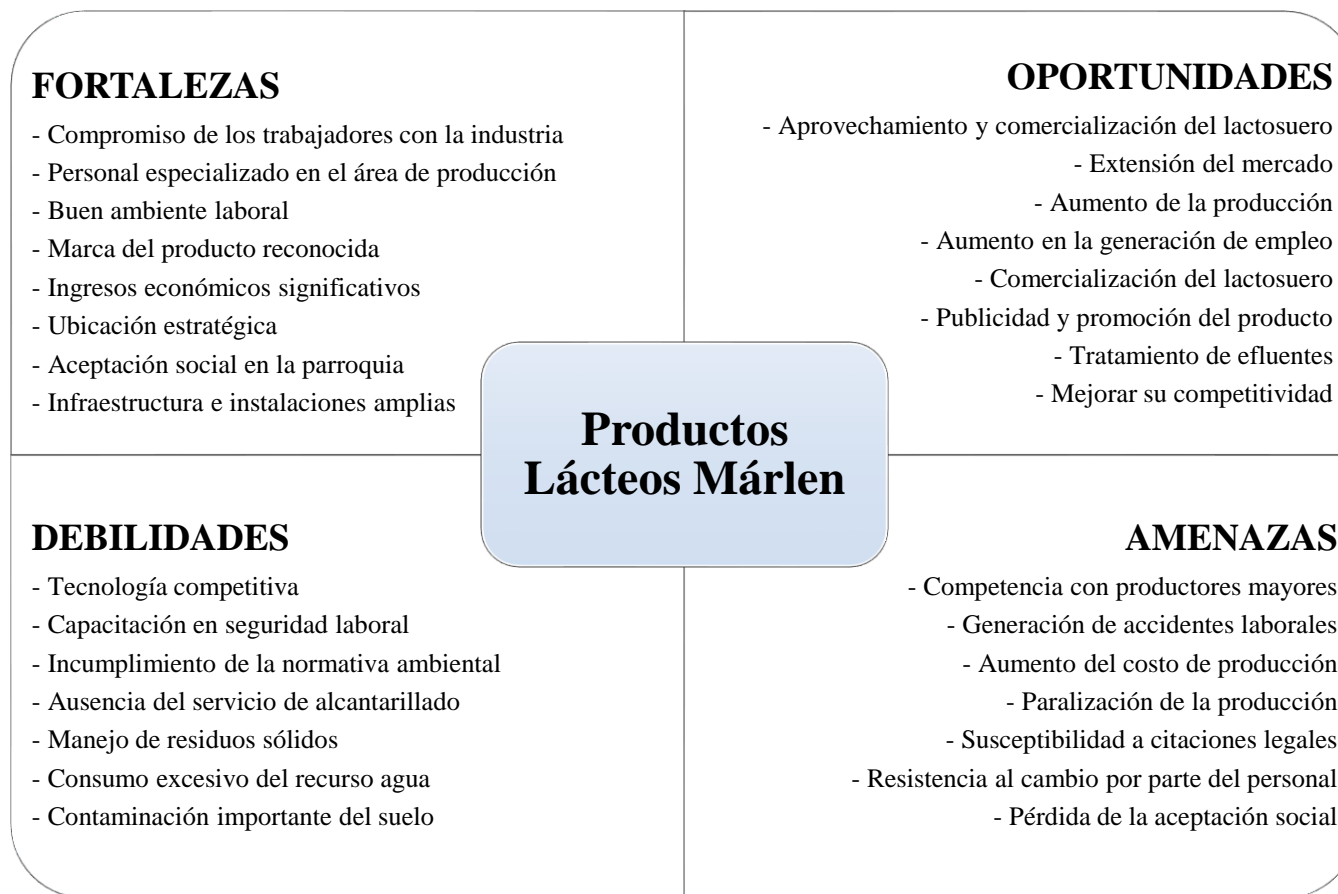 FORTALEZAS
- Compromiso de los trabajadores con la industria
- Personal especializado en el área de producción
- Buen ambiente laboral
- Marca del producto reconocida
- Ingresos económicos significativos
- Ubicación estratégica
- Aceptación social en la parroquia
- Infraestructura e instalaciones amplias
OPORTUNIDADES
- Aprovechamiento y comercialización del lactosuero
- Extensión del mercado
- Aumento de la producción
- Aumento en la generación de empleo
- Comercialización del lactosuero
- Publicidad y promoción del producto
- Tratamiento de efluentes
- Mejorar su competitividad
Productos
Lácteos Márlen
DEBILIDADES
- Tecnología competitiva
- Capacitación en seguridad laboral
- Incumplimiento de la normativa ambiental
- Ausencia del servicio de alcantarillado
- Manejo de residuos sólidos
- Consumo excesivo del recurso agua
- Contaminación importante del suelo
AMENAZAS
- Competencia con productores mayores
- Generación de accidentes laborales
- Aumento del costo de producción
- Paralización de la producción
- Susceptibilidad a citaciones legales
- Resistencia al cambio por parte del personal
- Pérdida de la aceptación social